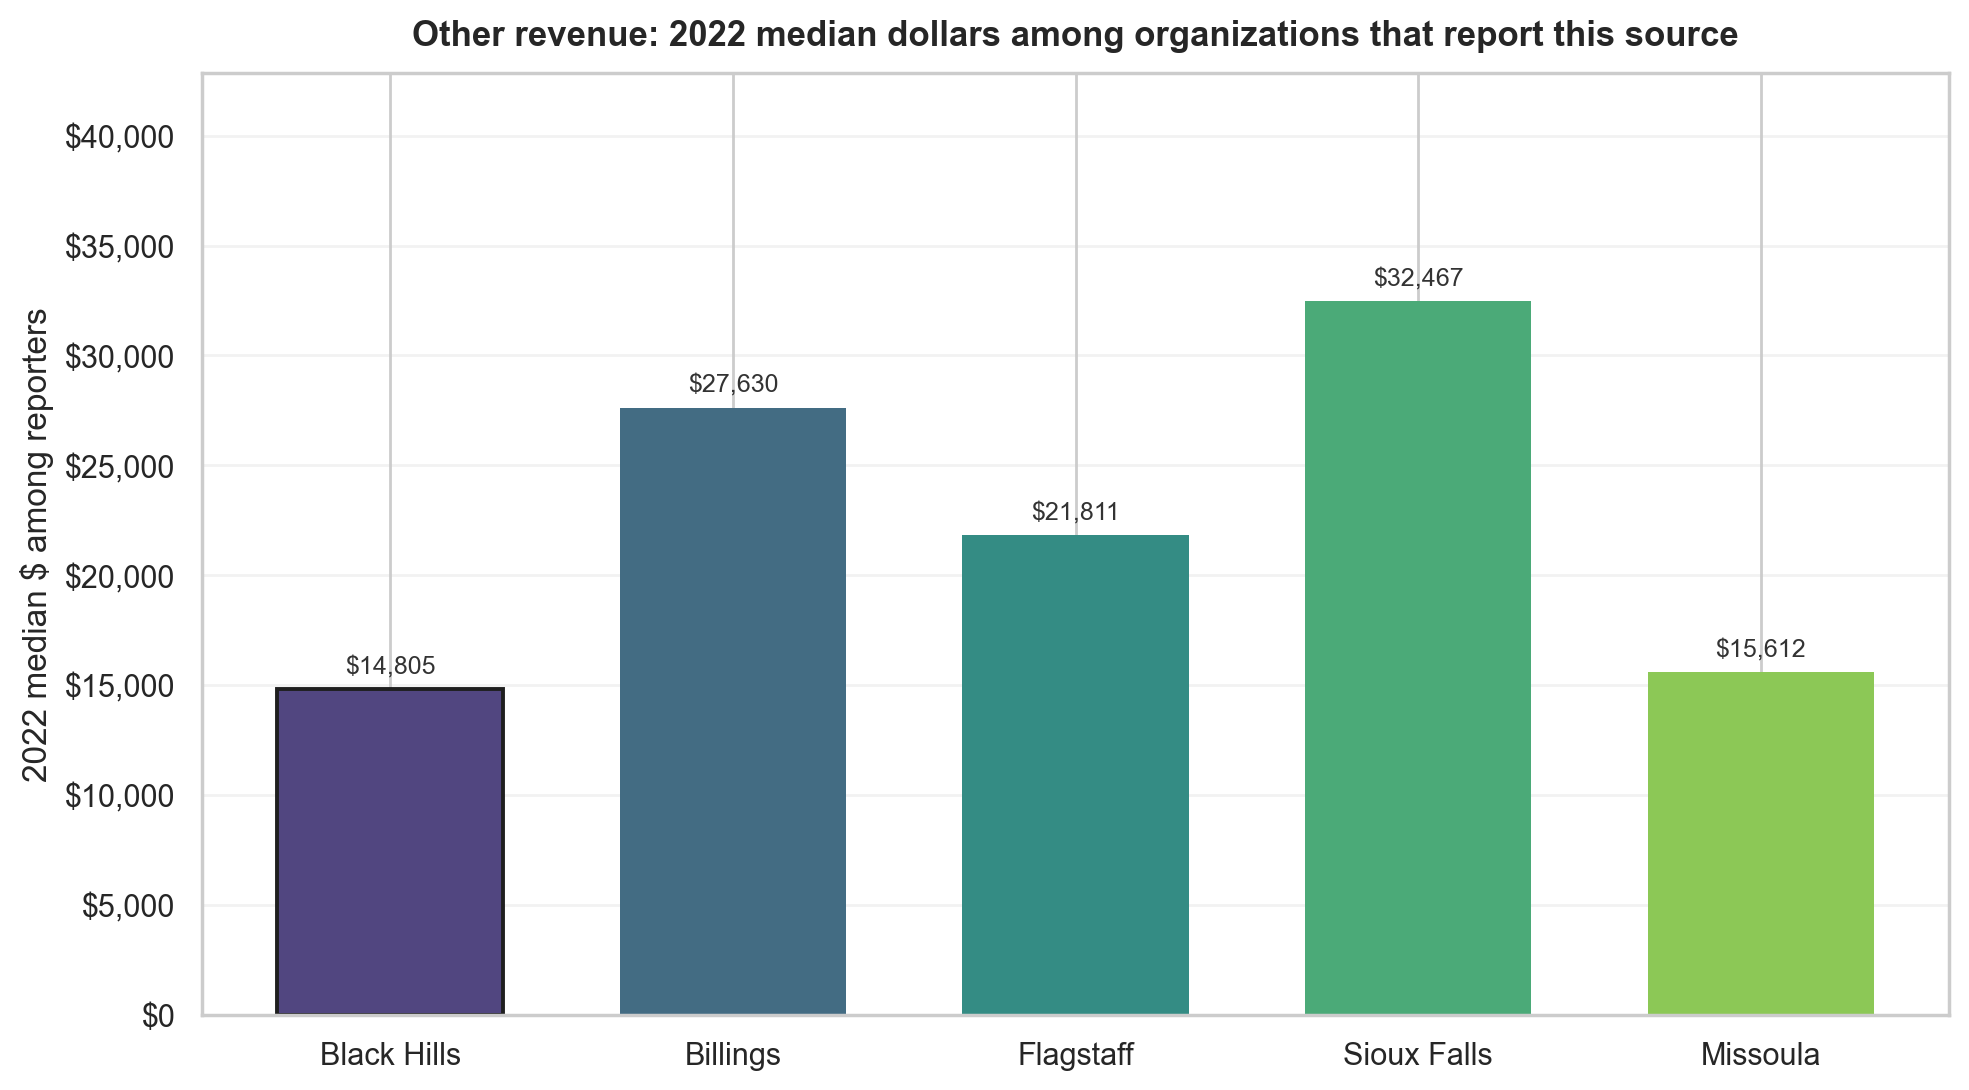 Other revenue: 2022 median dollars among organizations that report this source
2022 median $ among reporters
$40,000
$35,000
$30,000
$25,000
$20,000
$15,000
$10,000
$5,000
$0
$14,805
$27,630
$21,811
$32,467
$15,612
Black Hills
Billings
Flagstaff
Sioux Falls
Missoula